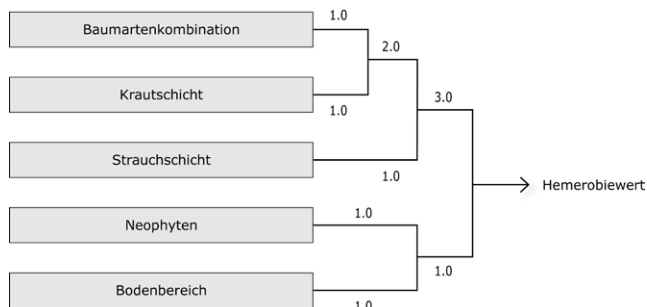 1.0
Baumartenkombination
2.0
Krautschicht
1.0
3.0
Strauchschicht
1.0
Hemerobiewert
1.0
Neophyten
1.0
Bodenbereich
1.0